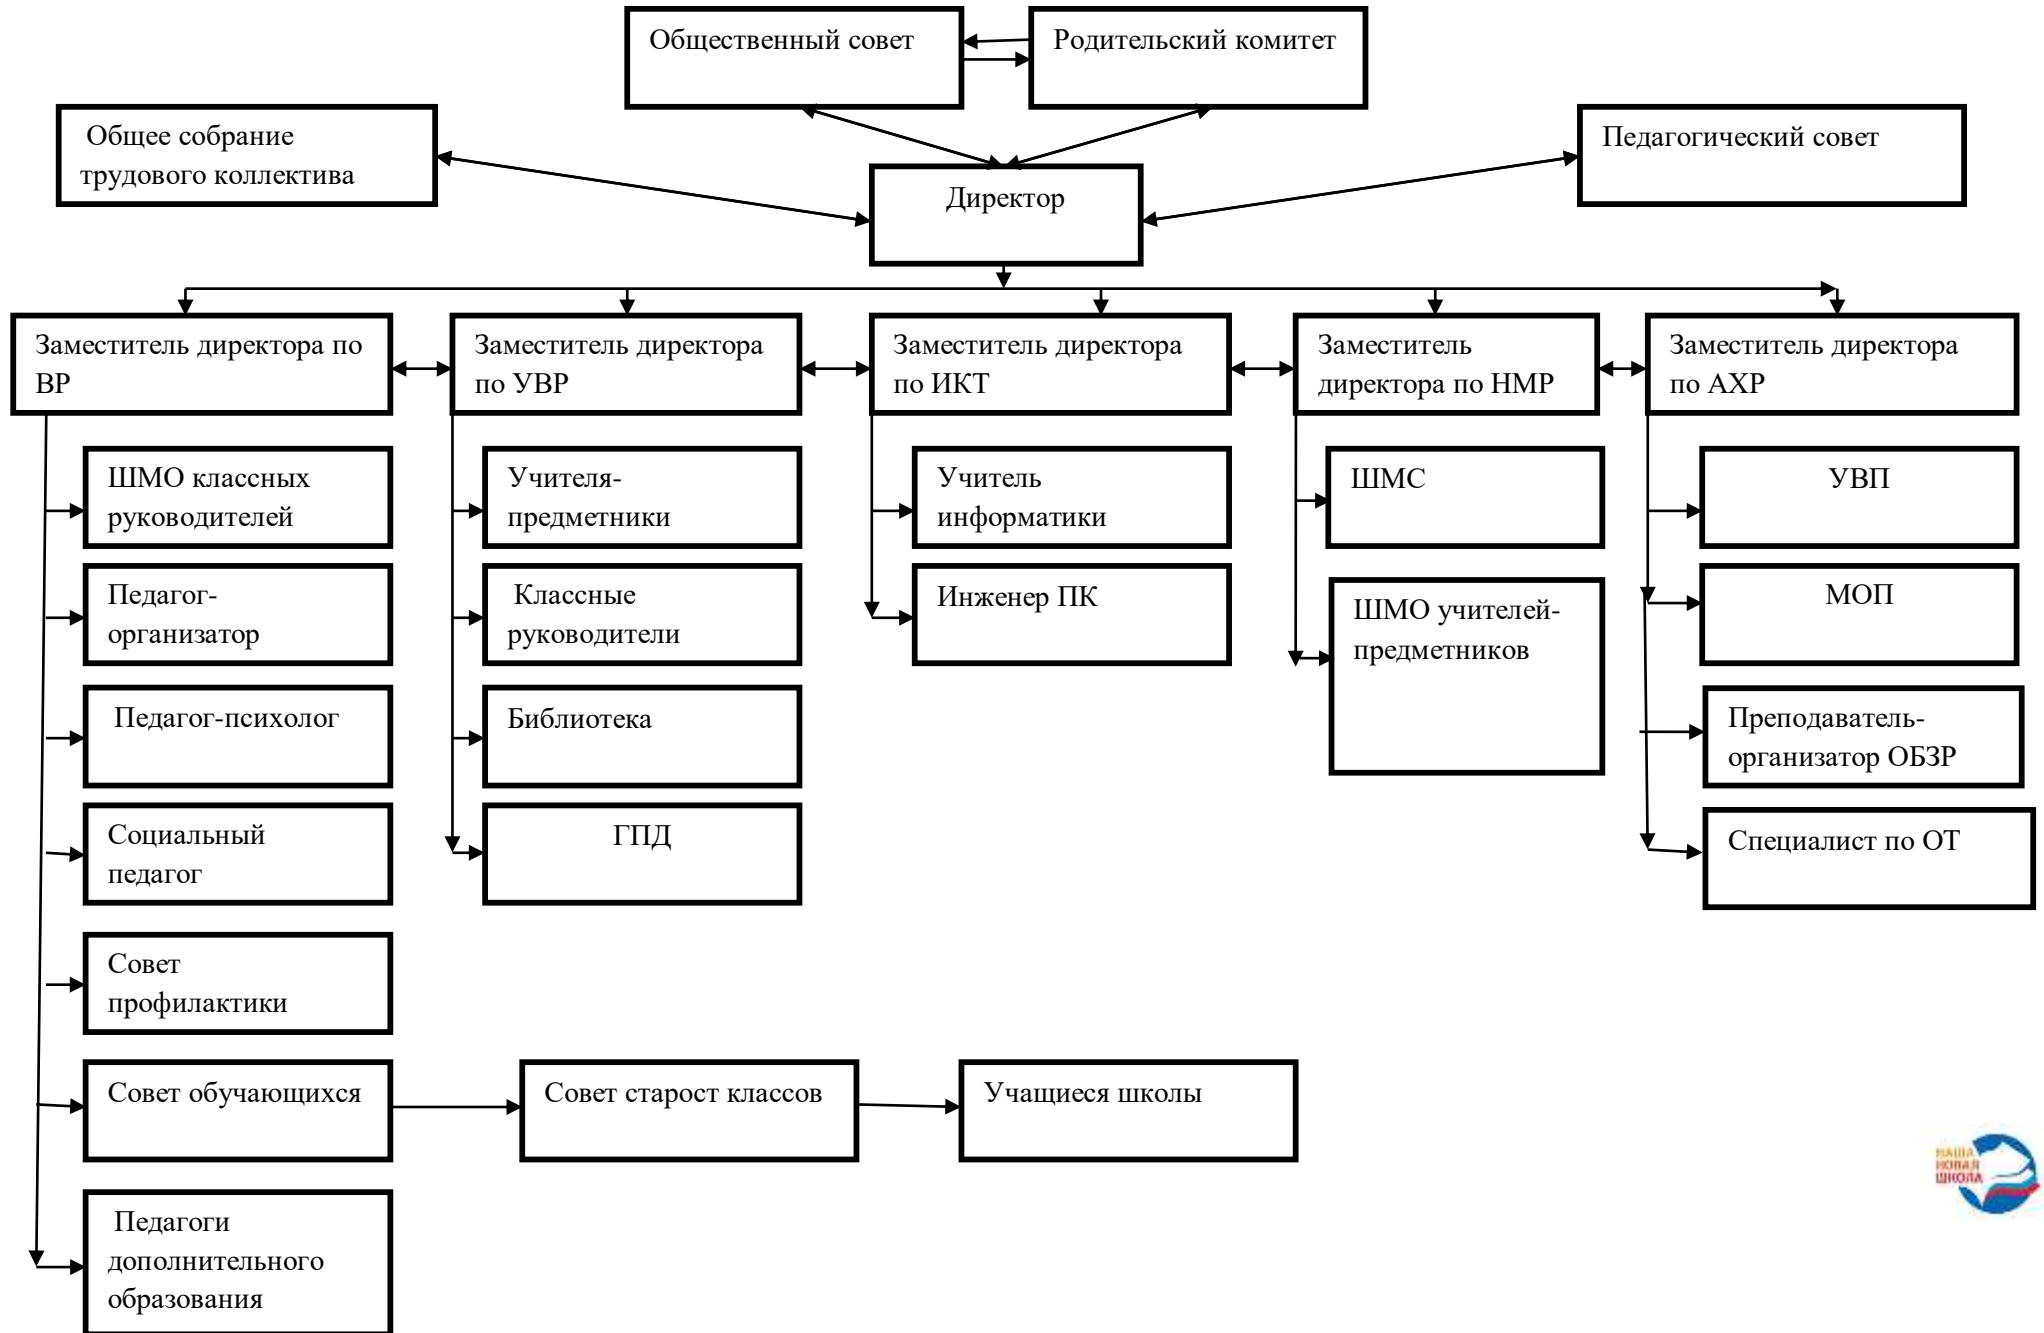 Общественный совет
Родительский комитет
Общее собрание
трудового коллектива
Педагогический совет
Директор
Заместитель директора по
ВР
Заместитель директора
по УВР
Заместитель директора
по ИКТ
Заместитель
директора по НМР
Заместитель директора
по АХР
ШМО классных
руководителей
Педагог-
организатор
Педагог-психолог
Социальный
педагог
Совет
профилактики
Совет обучающихся
Совет старост классов
Учащиеся школы
Педагоги
дополнительного
образования
Учителя-
предметники
Классные
руководители
Библиотека
ГПД
Учитель
информатики
Инженер ПК
ШМС
ШМО учителей-
предметников
УВП
МОП
Преподаватель-
организатор ОБЗР
Специалист по ОТ
НАША
НОВАЯ
ШКОЛА